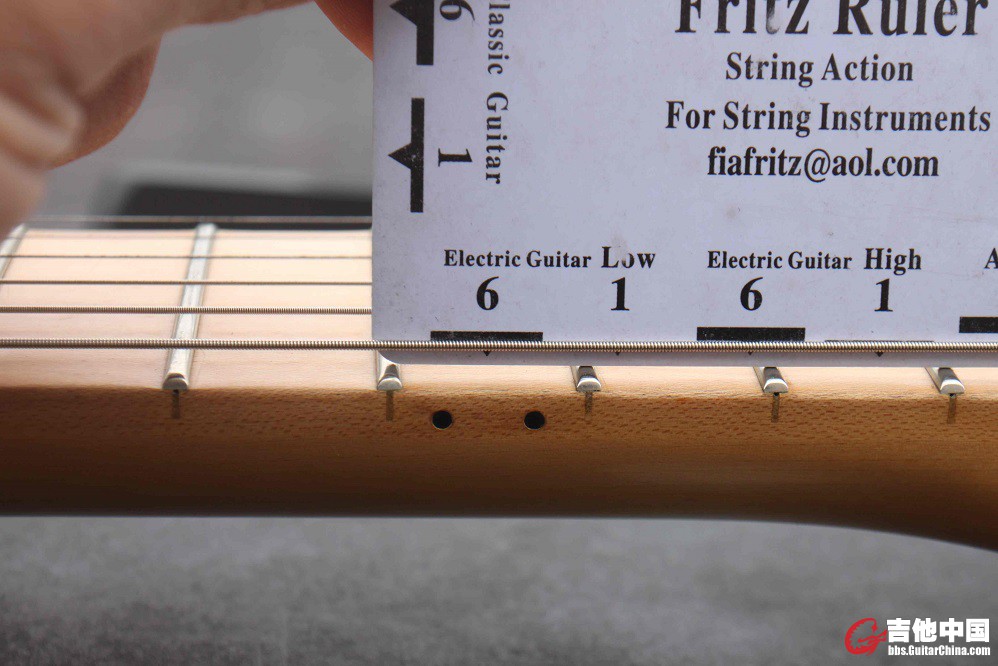 6
Classic Guitar
1
Fritz Ruler
String Action
For String Instruments
fiafritz@aol.com
Electric Guitar Low
6 1
Electric Guitar High
6 1
A
吉他中国
bbs.GuitarChina.com